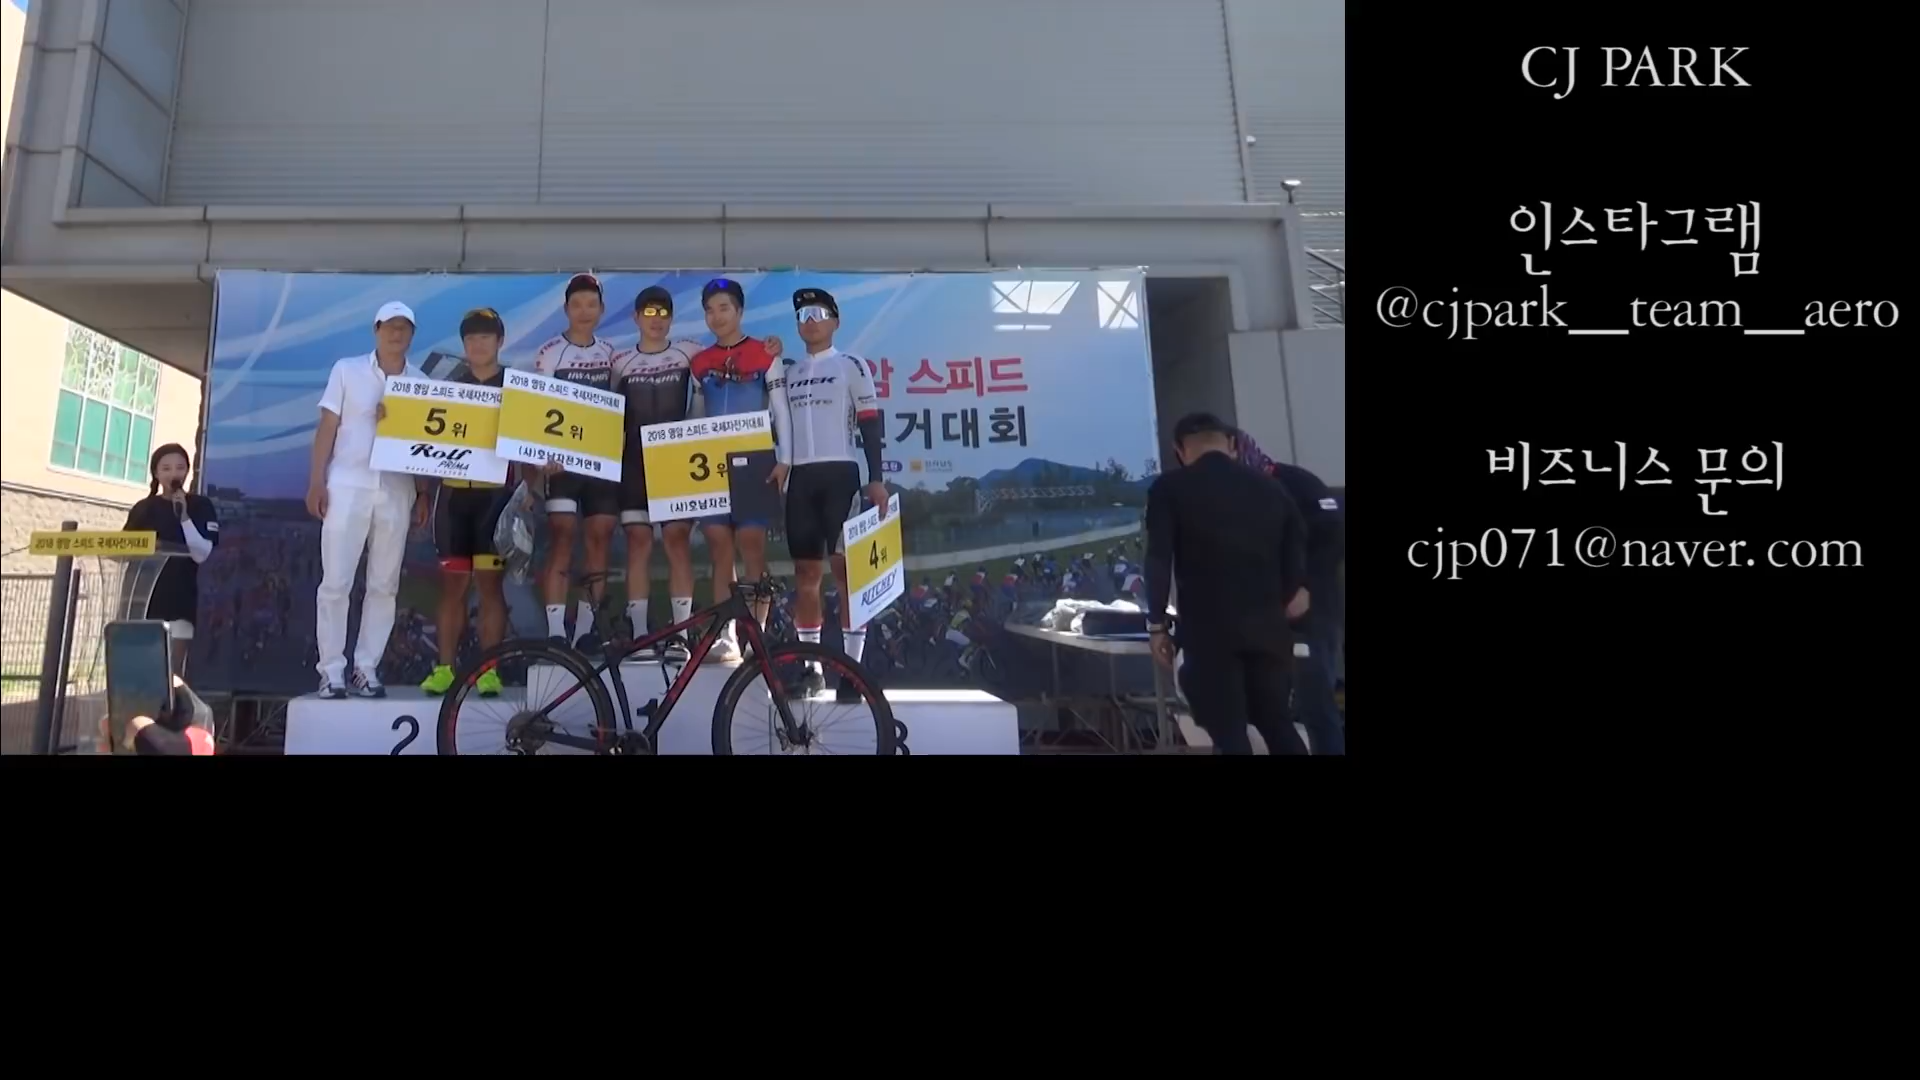 CJ PARK
인스타그램
@cjpark__team__aero
비즈니스 문의
cjp071@naver.com
암 스피드
전거대회
2018 영암 스피드 국제자전거대회
5위
Rolf
PRIMA
2018 영암 스피드 국제자전거대회
2위
(사)호남자전거연맹
2018 영암 스피드 국제자전거대회
3위
(사)호남자전
4위
RITCHEY
TREK
HWASHIN
TREK
HWASHIN
TREK
2018 영암 스피드 국제자전거대회
2
1
3